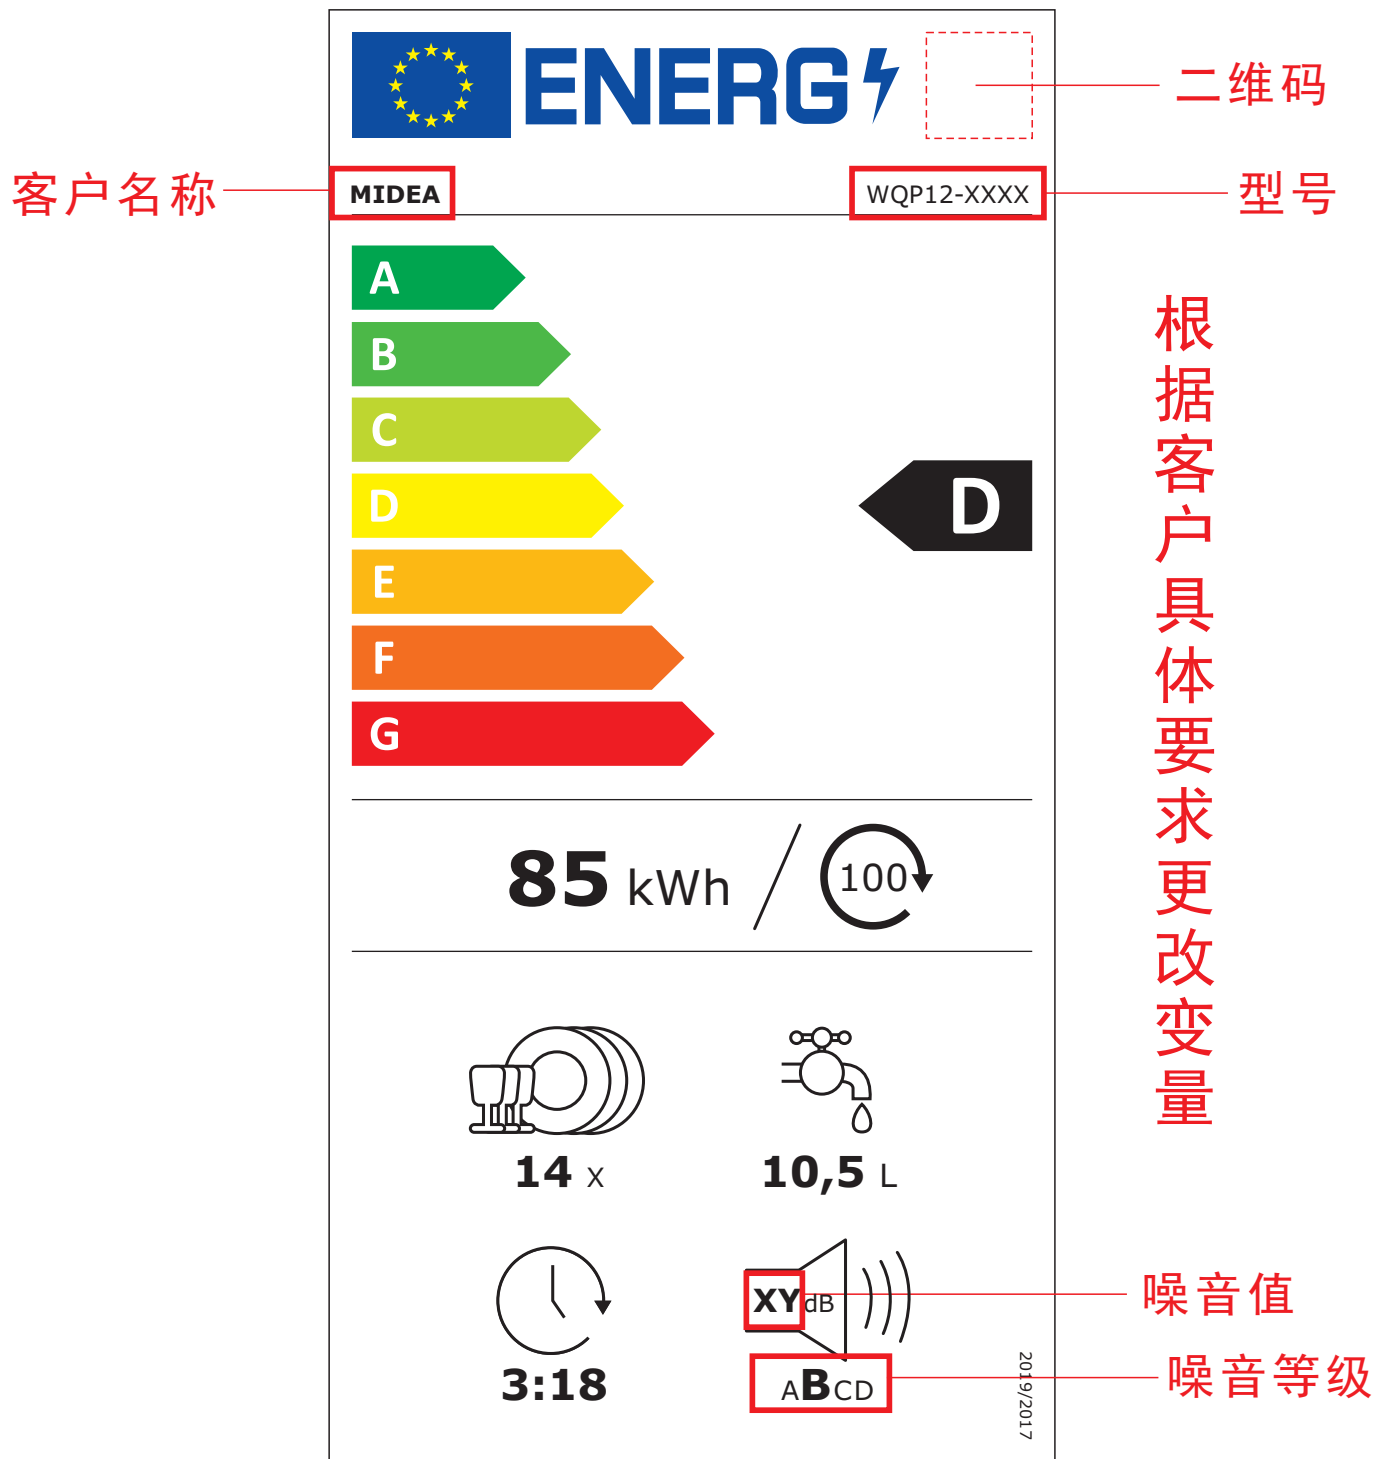 ENERG
二维码
客户名称
MIDEA
WQP12-XXXX
型号
A
B
C
D
E
F
G
D
根据客户具体要求更改变量
85 kWh / 100
14 x
10,5 L
3:18
XY dB
噪音值
ABCD
噪音等级
2019/2017